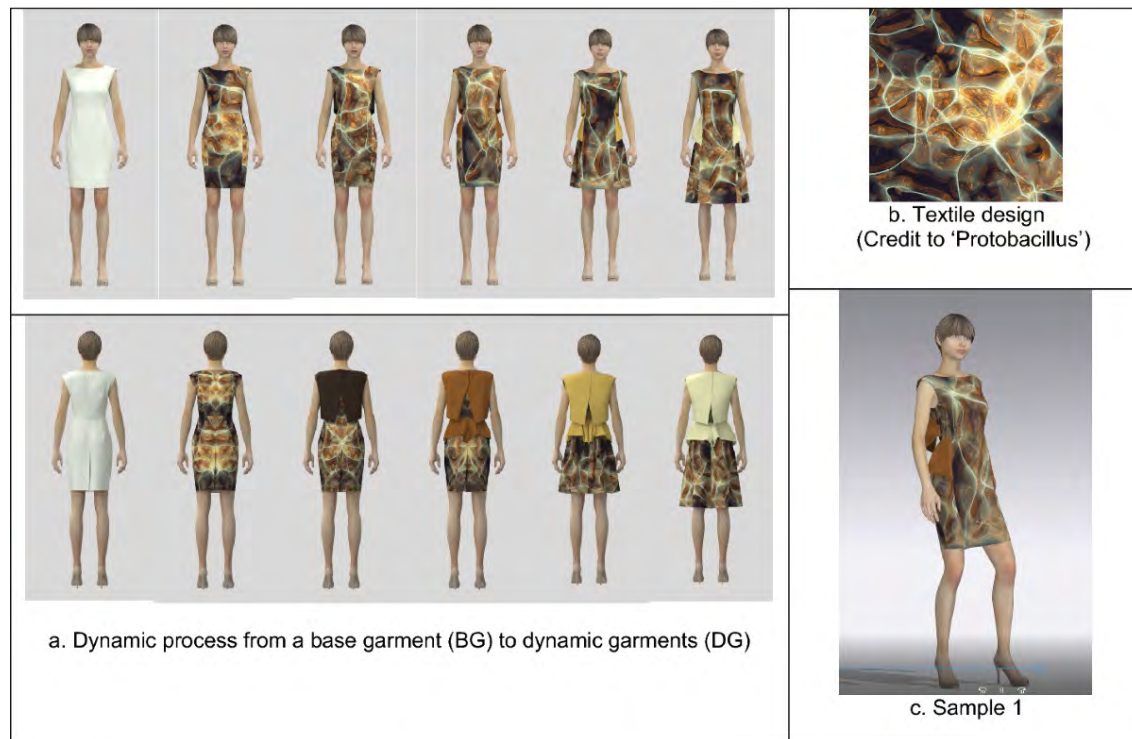 b. Textile design
(Credit to 'Protobacillus')
a. Dynamic process from a base garment (BG) to dynamic garments (DG)
c. Sample 1